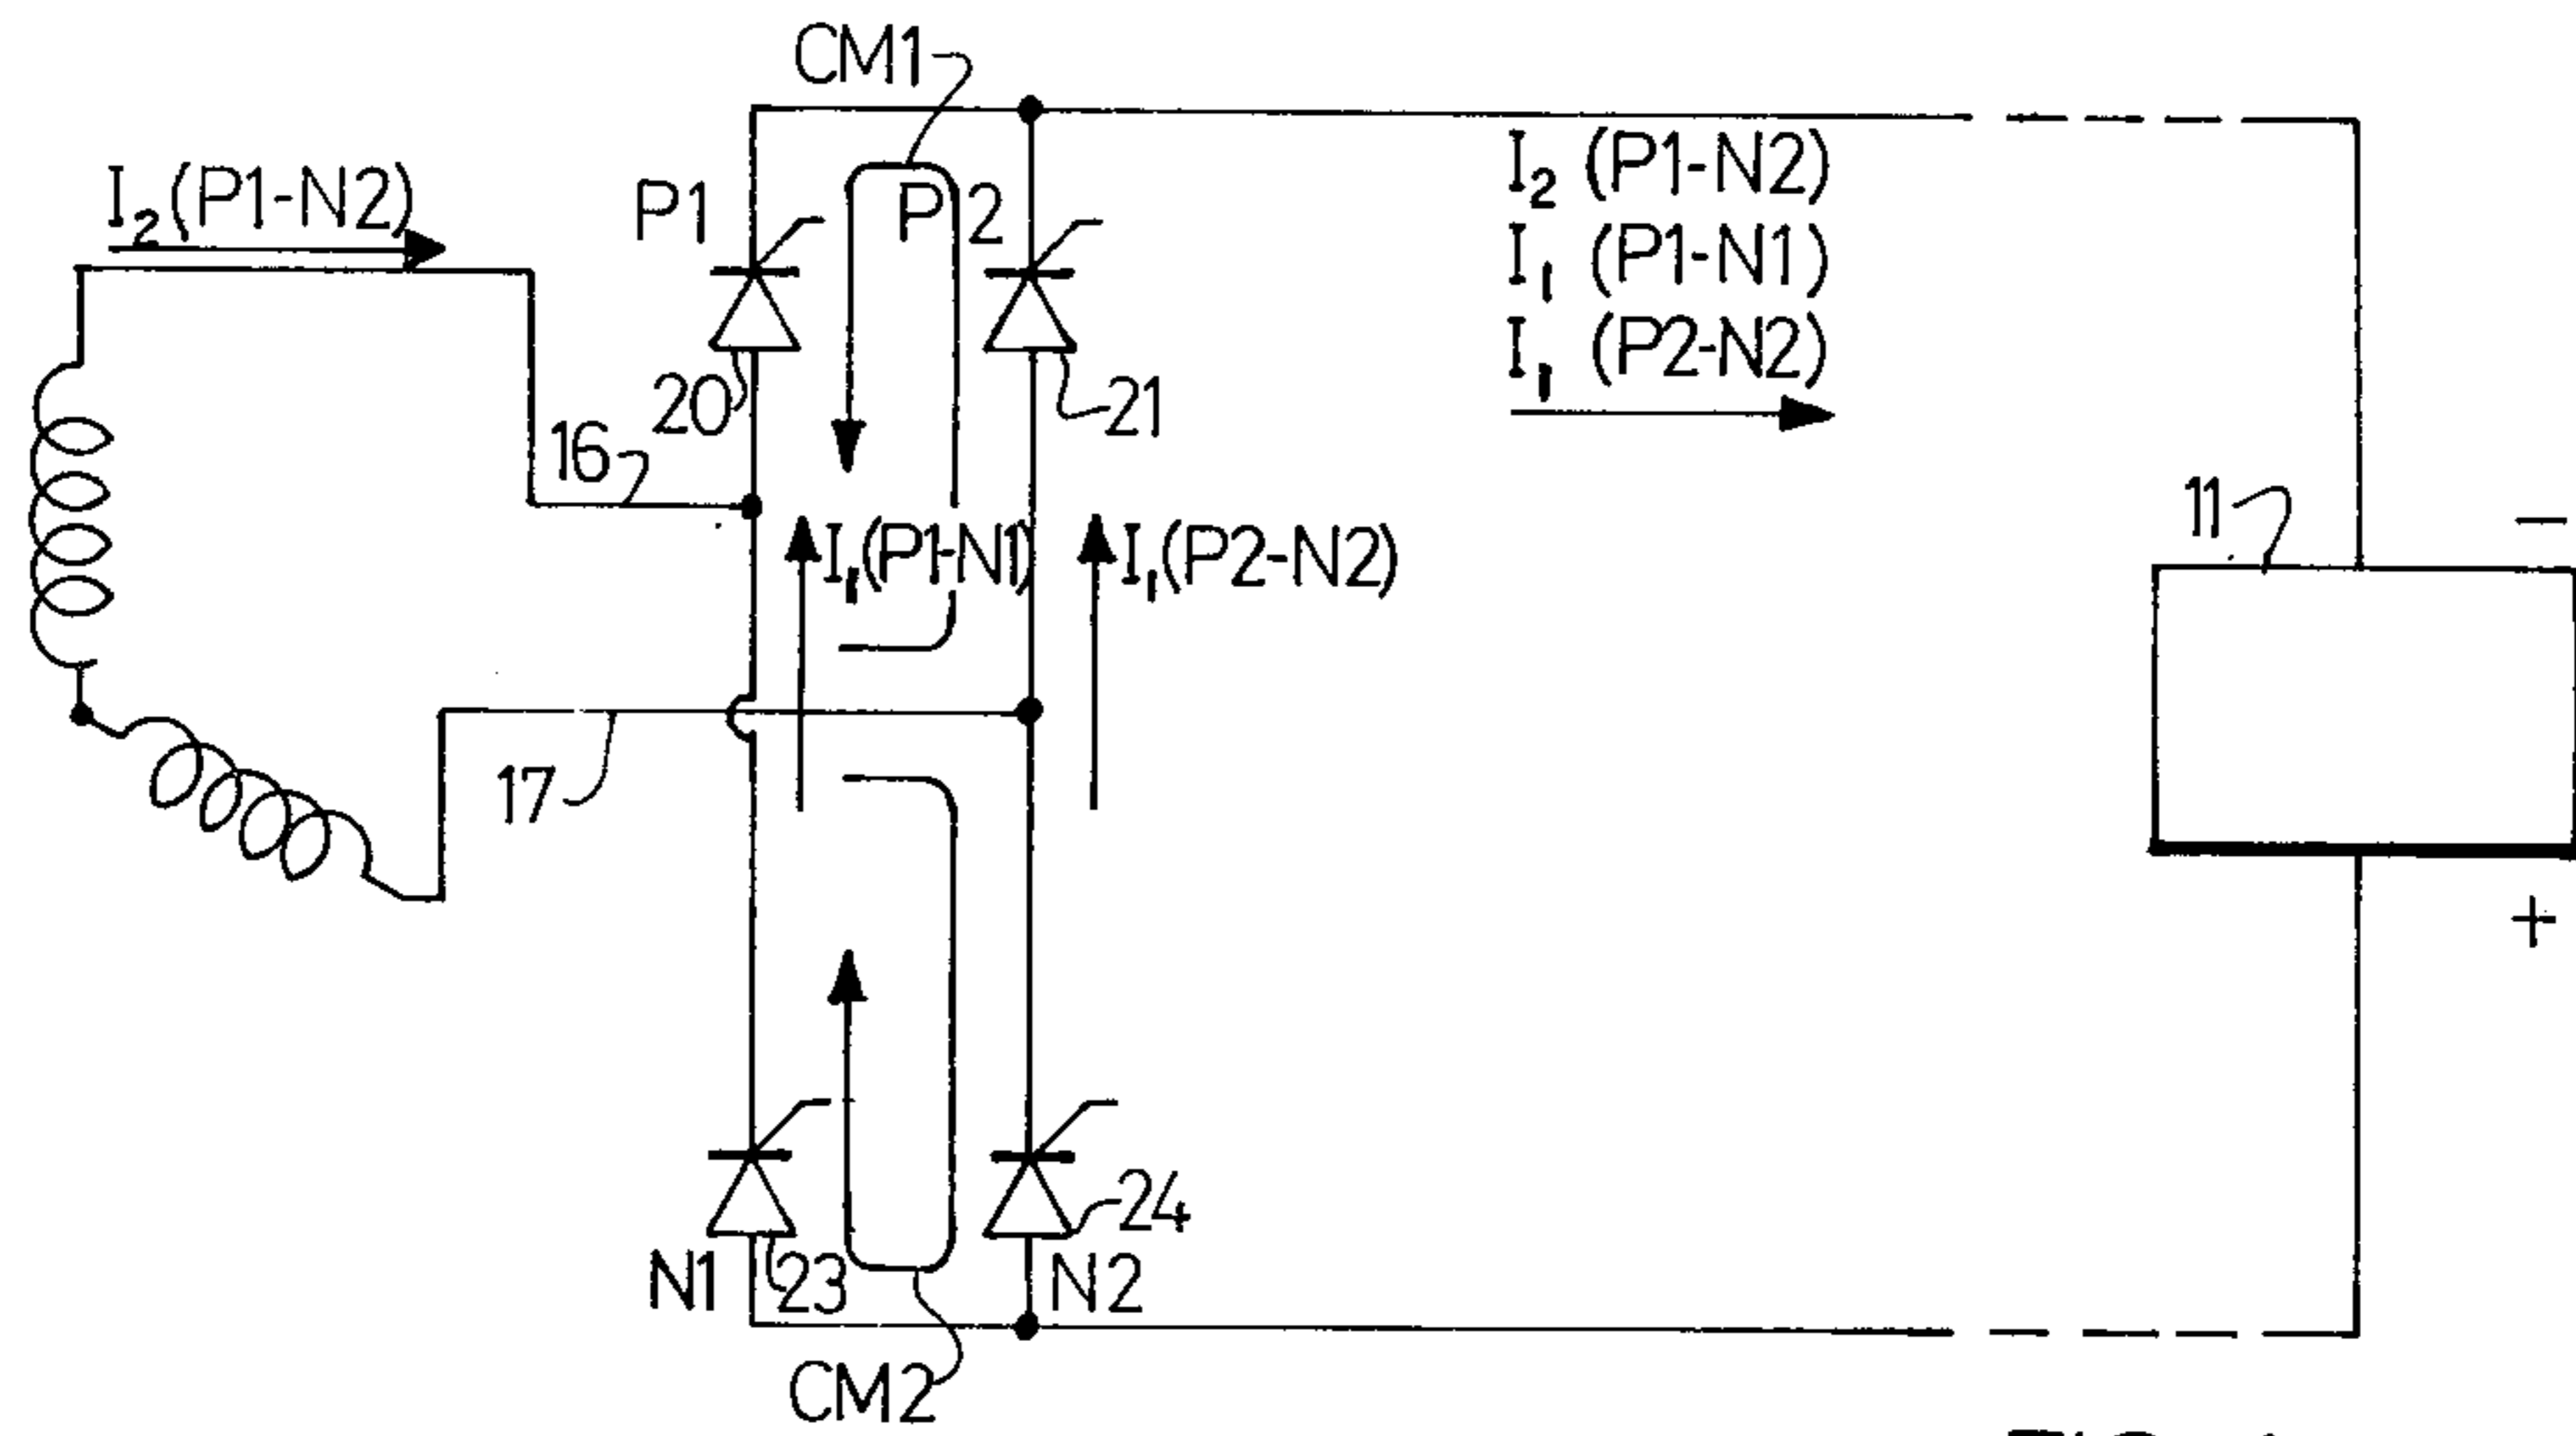 CM1
I₂(P1-N2)
P1
P2
I₂ (P1-N2)
I₁ (P1-N1)
I₁ (P2-N2)
20
21
16
11
−
I₁(P1-N1)
I₁(P2-N2)
17
+
24
N1
23
N2
CM2